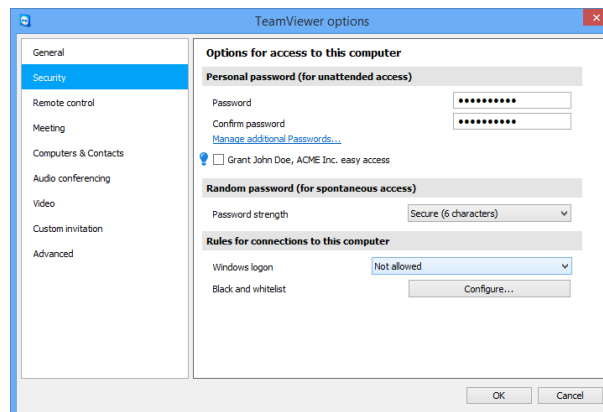 TeamViewer options
General
Security
Remote control
Meeting
Computers & Contacts
Audio conferencing
Video
Custom invitation
Advanced
Options for access to this computer
Personal password (for unattended access)
Password ••••••••••
Confirm password ••••••••••
Manage additional Passwords...
Grant John Doe, ACME Inc. easy access
Random password (for spontaneous access)
Password strength Secure (6 characters)
Rules for connections to this computer
Windows logon Not allowed
Black and whitelist Configure...
OK Cancel